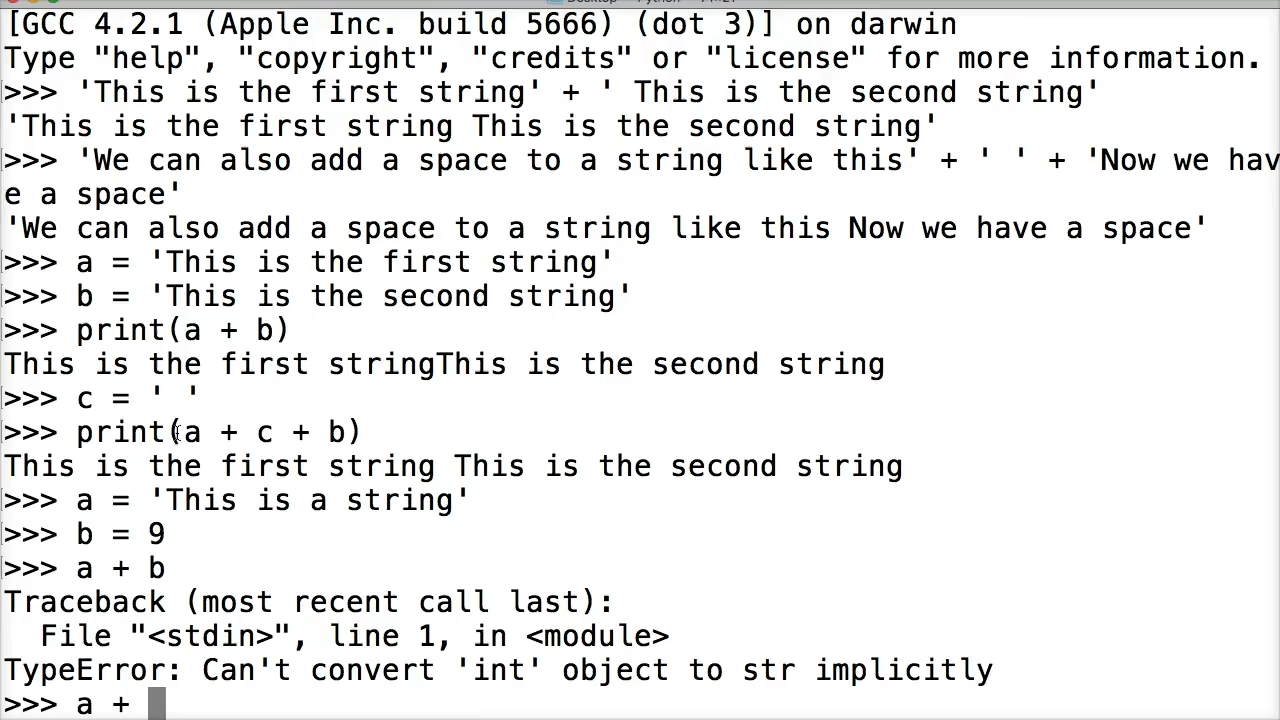 [GCC 4.2.1 (Apple Inc. build 5666) (dot 3)] on darwin
Type "help", "copyright", "credits" or "license" for more information.
>>> 'This is the first string' + ' This is the second string'
'This is the first string This is the second string'
>>> 'We can also add a space to a string like this' + ' ' + 'Now we hav
e a space'
'We can also add a space to a string like this Now we have a space'
>>> a = 'This is the first string'
>>> b = 'This is the second string'
>>> print(a + b)
This is the first stringThis is the second string
>>> c = ' '
>>> print(a + c + b)
This is the first string This is the second string
>>> a = 'This is a string'
>>> b = 9
>>> a + b
Traceback (most recent call last):
  File "<stdin>", line 1, in <module>
TypeError: Can't convert 'int' object to str implicitly
>>> a +